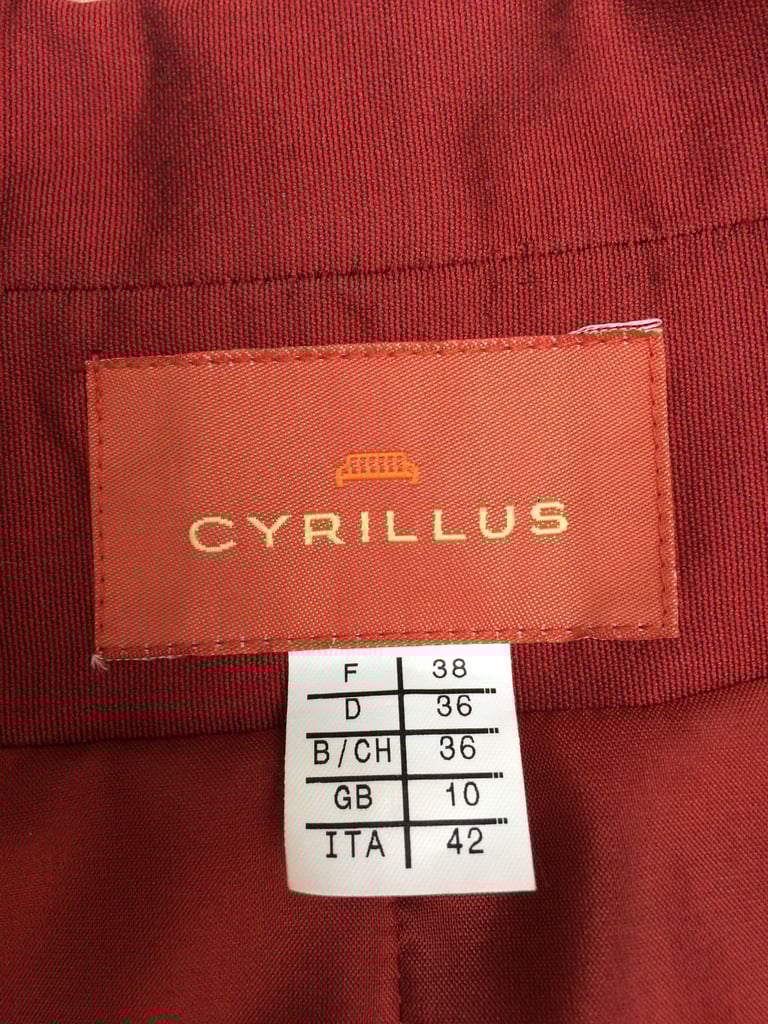 CYRILLUS
F 38
D 36
B/CH 36
GB 10
ITA 42